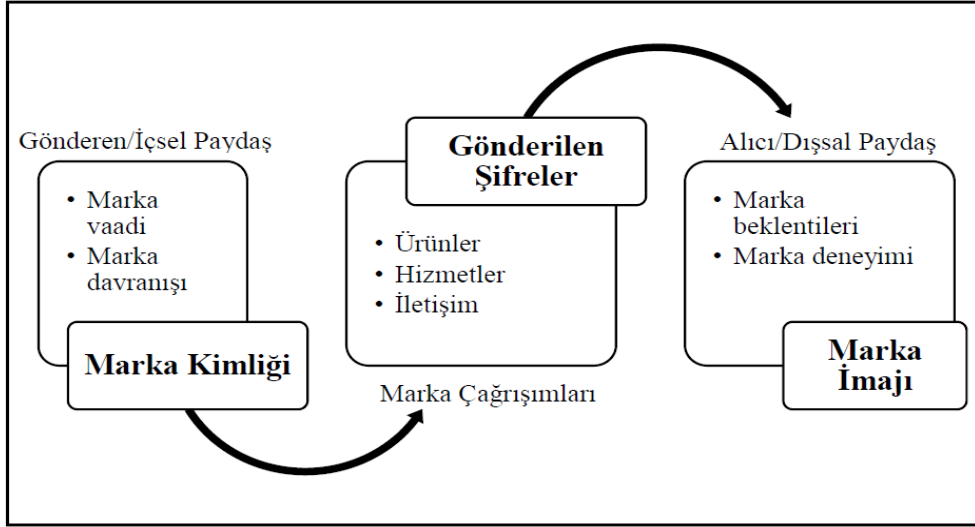 Gönderen/İçsel Paydaş
• Marka
vaadi
• Marka
davranışı
Marka Kimliği
Gönderilen
Şifreler
• Ürünler
• Hizmetler
• İletişim
Marka Çağrışımları
Alıcı/Dışsal Paydaş
• Marka
beklentileri
• Marka deneyimi
Marka
İmajı